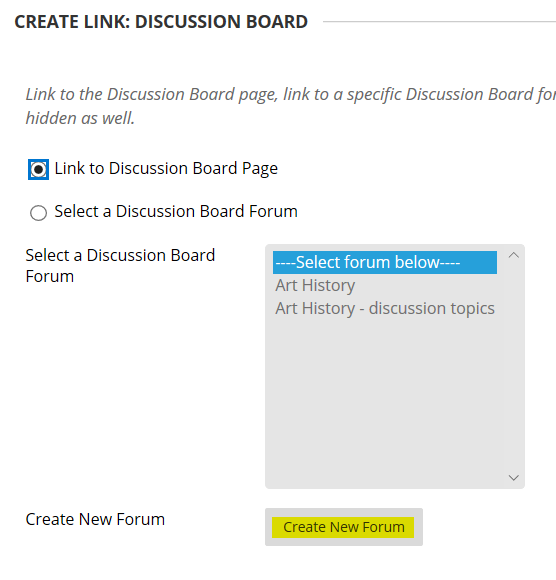 CREATE LINK: DISCUSSION BOARD
Link to the Discussion Board page, link to a specific Discussion Board
hidden as well.
Link to Discussion Board Page
Select a Discussion Board Forum
Select a Discussion Board
Forum
----Select forum below----
Art History
Art History - discussion topics
Create New Forum
Create New Forum